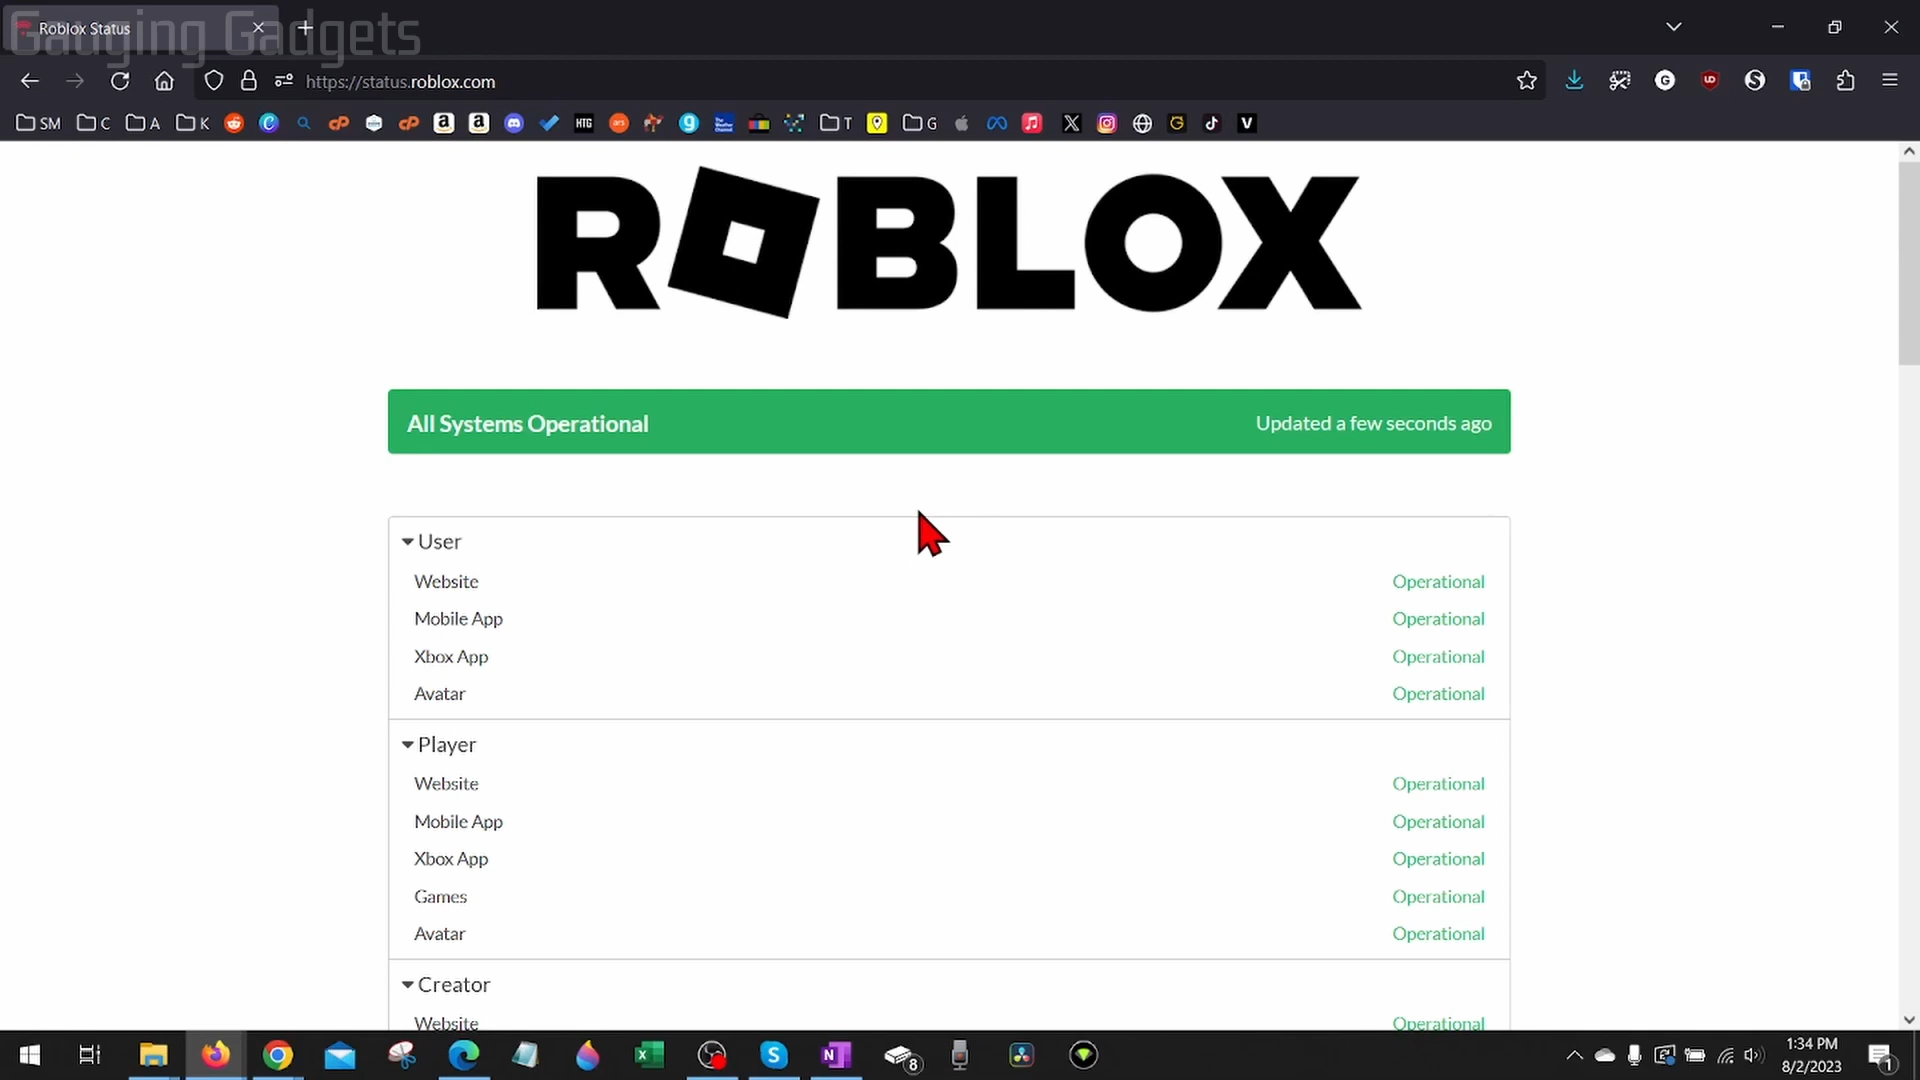 Gauging Gadgets
Roblox Status
https://status.roblox.com
SM
C
A
K
T
G
ROBLOX
All Systems Operational
Updated a few seconds ago
User
Website
Operational
Mobile App
Operational
Xbox App
Operational
Avatar
Operational
Player
Website
Operational
Mobile App
Operational
Xbox App
Operational
Games
Operational
Avatar
Operational
Creator
Website
Operational
1:34 PM
8/2/2023